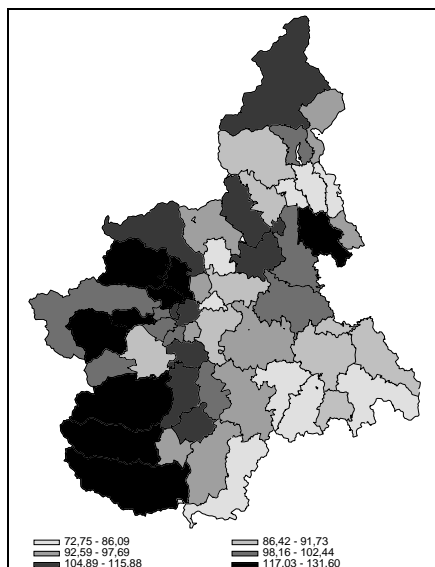 72,75 - 86,09 86,42 - 91,73
92,59 - 97,69 98,16 - 102,44
104,89 - 115,88 117,03 - 131,60